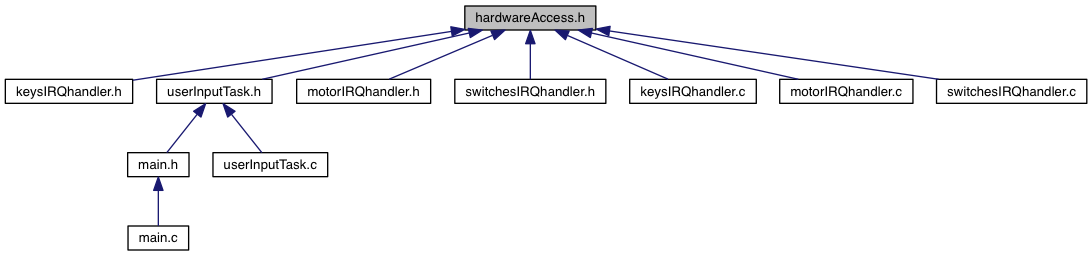 hardwareAccess.h
keysIRQhandler.h
userInputTask.h
motorIRQhandler.h
switchesIRQhandler.h
keysIRQhandler.c
motorIRQhandler.c
switchesIRQhandler.c
main.h
userInputTask.c
main.c